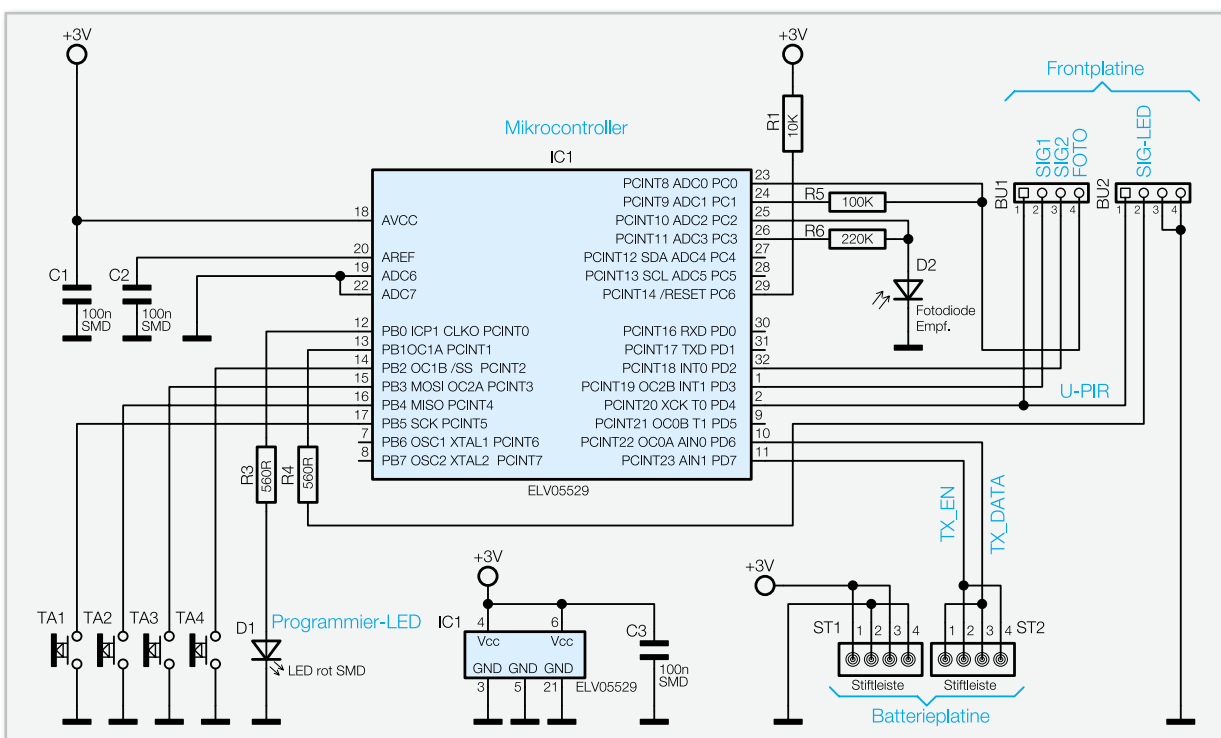 +3V
+3V
Frontplatine
Mikrocontroller
IC1
R1
10K
SIG1
SIG2
FOTO
SIG-LED
BU1
1 2 3 4
BU2
1 2 3 4
18 AVCC
20 AREF
19 ADC6
22 ADC7
12 PB0 ICP1 CLKO PCINT0
13 PB1OC1A PCINT1
14 PB2 OC1B /SS PCINT2
15 PB3 MOSI OC2A PCINT3
16 PB4 MISO PCINT4
17 PB5 SCK PCINT5
7 PB6 OSC1 XTAL1 PCINT6
8 PB7 OSC2 XTAL2 PCINT7
PCINT8 ADC0 PC0 23
PCINT9 ADC1 PC1 24
PCINT10 ADC2 PC2 25
PCINT11 ADC3 PC3 26
PCINT12 SDA ADC4 PC4 27
PCINT13 SCL ADC5 PC5 28
PCINT14 /RESET PC6 29
PCINT16 RXD PD0 30
PCINT17 TXD PD1 31
PCINT18 INT0 PD2 32
PCINT19 OC2B INT1 PD3 1
PCINT20 XCK T0 PD4 2
PCINT21 OC0B T1 PD5 9
PCINT22 OC0A AIN0 PD6 10
PCINT23 AIN1 PD7 11
ELV05529
R5
100K
R6
220K
D2
Fotodiode
Empf.
U-PIR
C1
100n
SMD
C2
100n
SMD
R3
560R
R4
560R
TX_EN
TX_DATA
TA1
TA2
TA3
TA4
D1
Programmier-LED
LED rot SMD
+3V
IC1
4 6
Vcc Vcc
GND GND GND
3 5 21
ELV05529
C3
100n
SMD
+3V
ST1
1 2 3 4
Stiftleiste
1 2 3 4
ST2
Stiftleiste
Batterieplatine